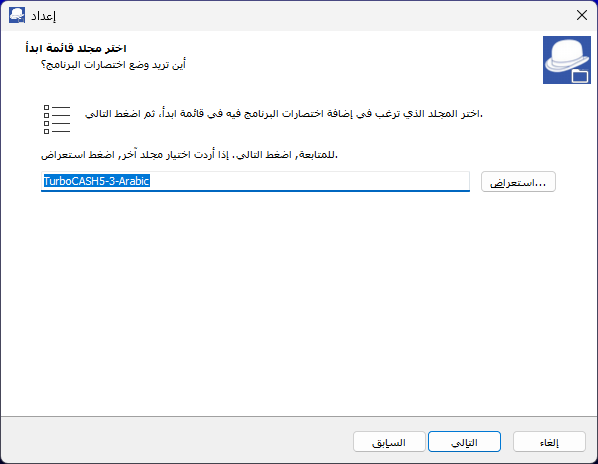 إعداد
اختر مجلد قائمة ابدأ
أين تريد وضع اختصارات البرنامج؟
اختر المجلد الذي ترغب في إضافة اختصارات البرنامج فيه في قائمة ابدأ، ثم اضغط التالي.
للمتابعة, اضغط التالي. إذا أردت اختيار مجلد آخر, اضغط استعراض.
TurboCASH5-3-Arabic
استعراض...
السابق
التالي
إلغاء